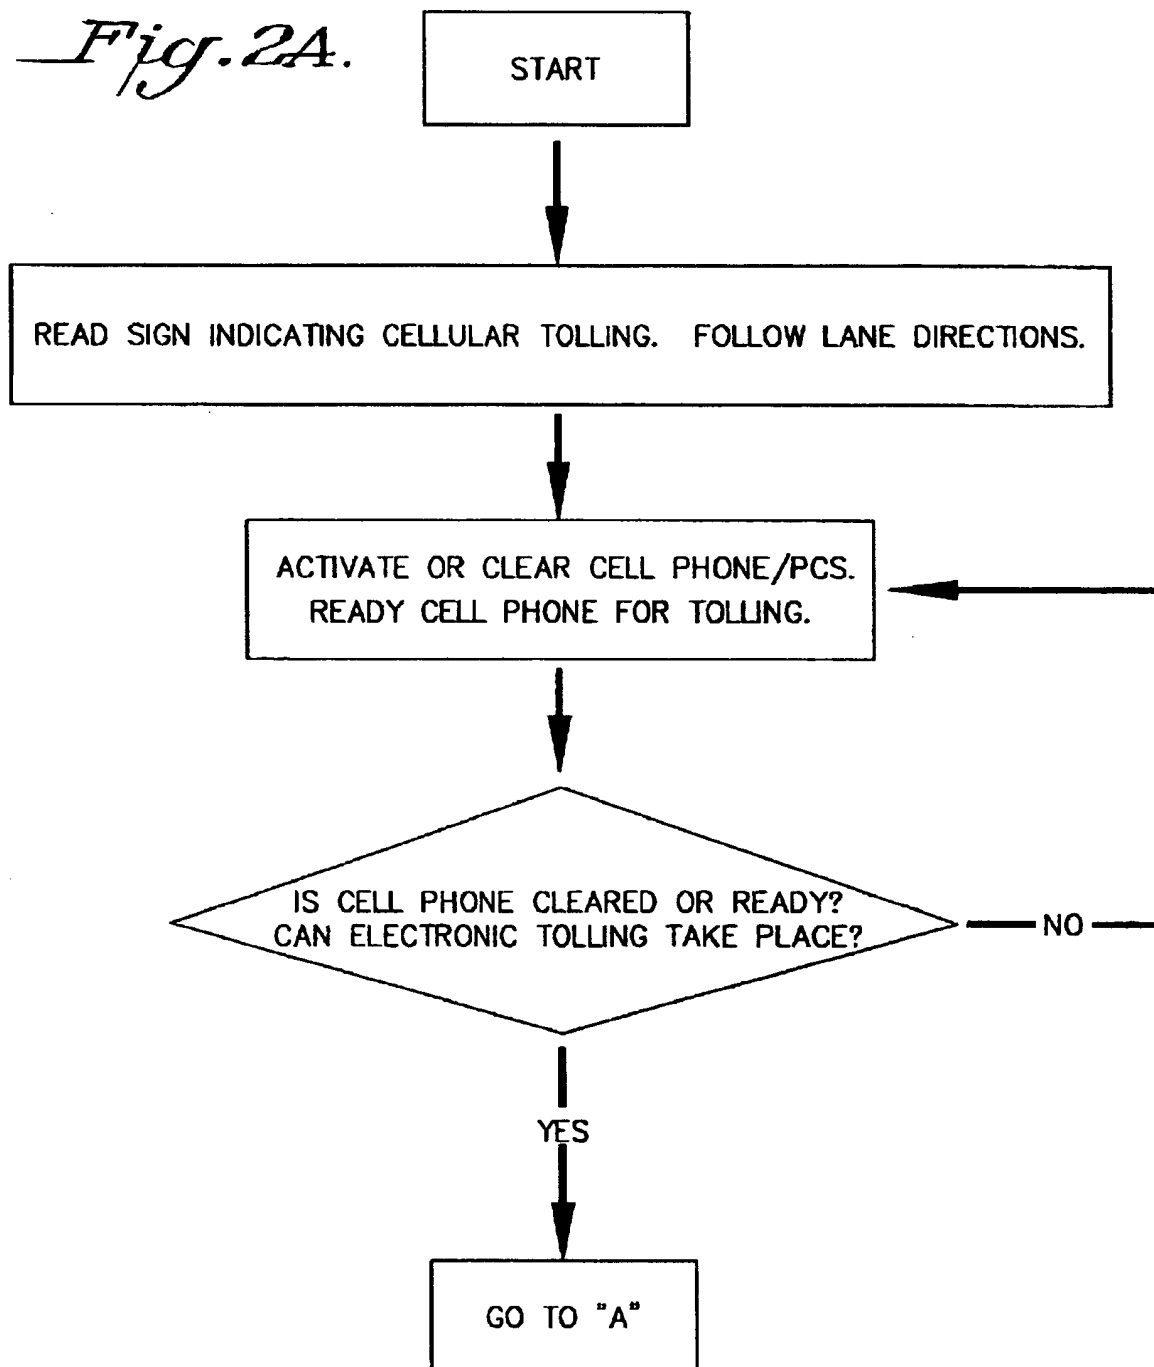 Fig. 2A.
START
READ SIGN INDICATING CELLULAR TOLLING. FOLLOW LANE DIRECTIONS.
ACTIVATE OR CLEAR CELL PHONE/PCS.
READY CELL PHONE FOR TOLLING.
IS CELL PHONE CLEARED OR READY?
CAN ELECTRONIC TOLLING TAKE PLACE?
NO
YES
GO TO "A"